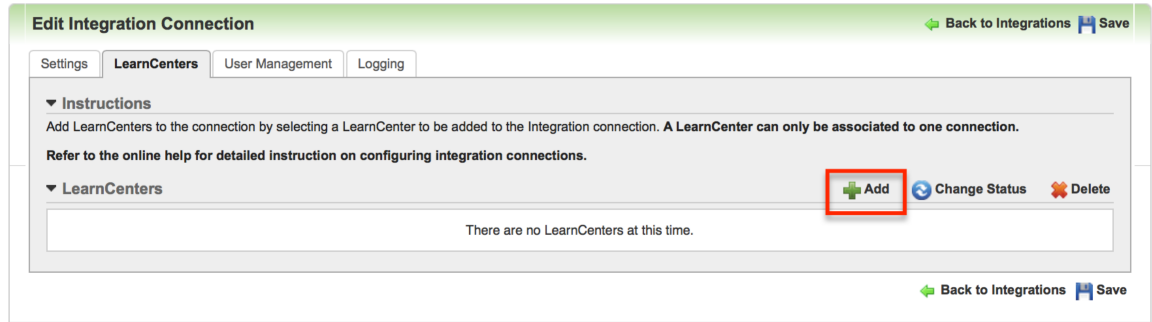 Edit Integration Connection Back to Integrations Save
Settings LearnCenters User Management Logging
Instructions
Add LearnCenters to the connection by selecting a LearnCenter to be added to the Integration connection. A LearnCenter can only be associated to one connection.
Refer to the online help for detailed instruction on configuring integration connections.
LearnCenters Add Change Status Delete
There are no LearnCenters at this time.
Back to Integrations Save